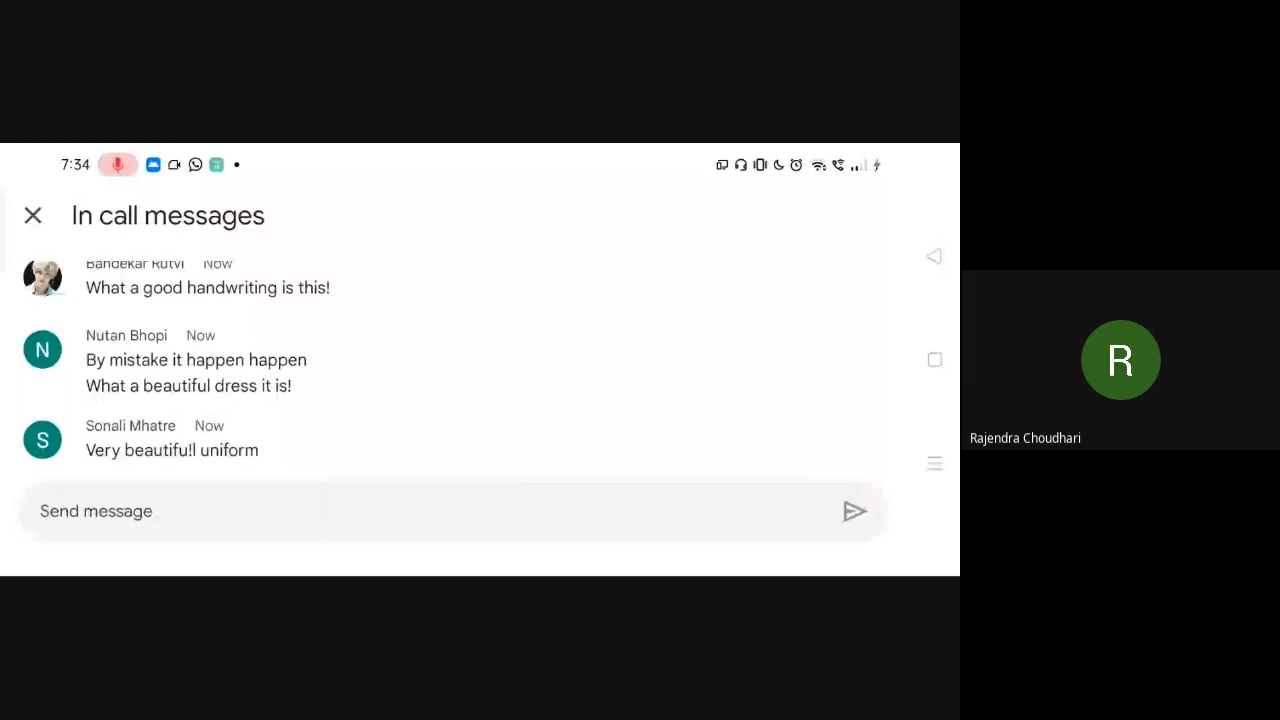 7:34
In call messages
Bandekar Rutvi Now
What a good handwriting is this!
N
Nutan Bhopi Now
By mistake it happen happen
What a beautiful dress it is!
S
Sonali Mhatre Now
Very beautifu!l uniform
Send message
R
Rajendra Choudhari